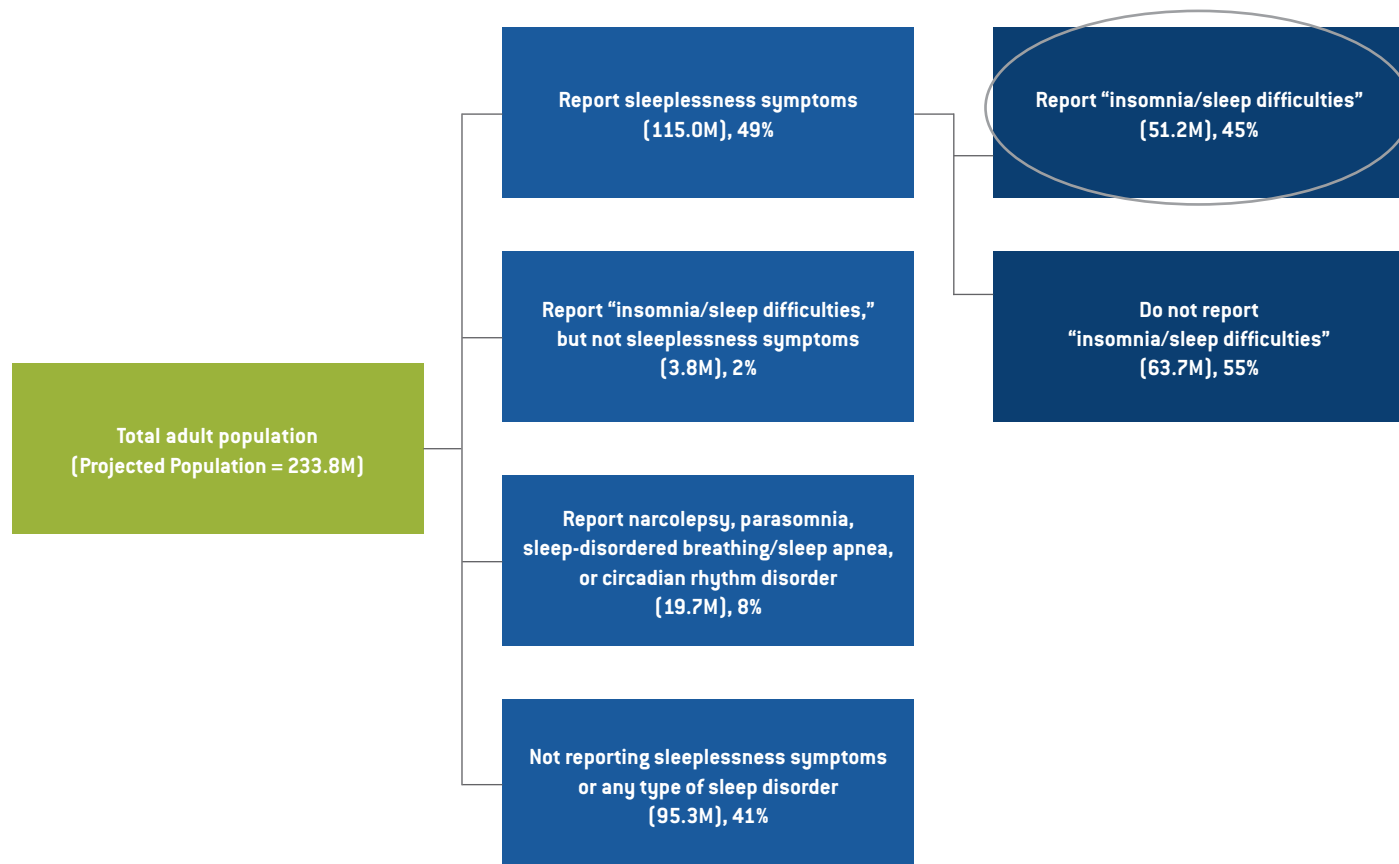 Total adult population
(Projected Population = 233.8M)
Report sleeplessness symptoms
(115.0M), 49%
Report “insomnia/sleep difficulties,”
but not sleeplessness symptoms
(3.8M), 2%
Report narcolepsy, parasomnia,
sleep-disordered breathing/sleep apnea,
or circadian rhythm disorder
(19.7M), 8%
Not reporting sleeplessness symptoms
or any type of sleep disorder
(95.3M), 41%
Report “insomnia/sleep difficulties”
(51.2M), 45%
Do not report
“insomnia/sleep difficulties”
(63.7M), 55%